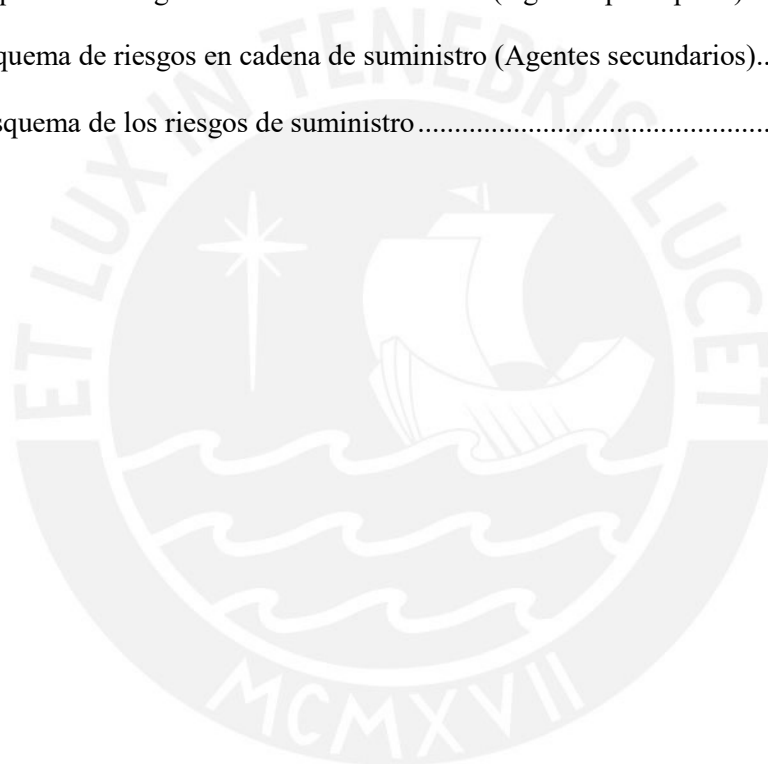 quema de riesgos en cadena de suministro (Agentes secundarios)..
squema de los riesgos de suministro................................................
ET LUX IN TENEBRIS LUCET
MCMXVII